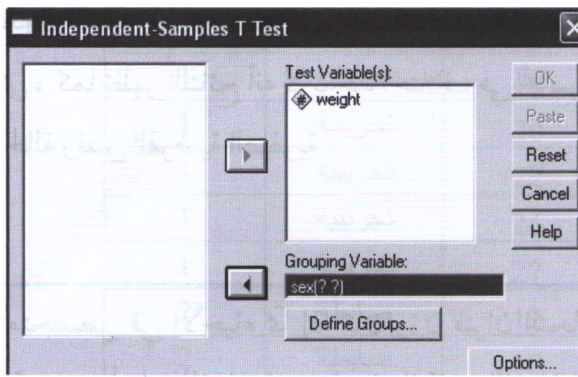 Independent-Samples T Test
Test Variable(s):
weight
OK
Paste
Reset
Cancel
Help
Grouping Variable:
sex(? ?)
Define Groups...
Options...